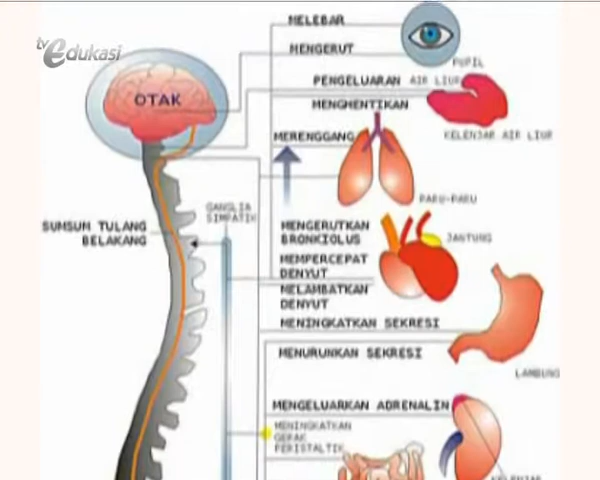 tv edukasi
MELEBAR
MENGERUT
PUPIL
PENGELUARAN AIR LIUR
OTAK
MENGHENTIKAN
MERENGGANG
KELENJAR AIR LIUR
PARU-PARU
GANGLIA
SIMPATIK
SUMSUM TULANG
BELAKANG
MENGERUTKAN
BRONKIOLUS
JANTUNG
MEMPERCEPAT
DENYUT
MELAMBATKAN
DENYUT
MENINGKATKAN SEKRESI
MENURUNKAN SEKRESI
LAMBUNG
MENGELUARKAN ADRENALIN
MENINGKATKAN
GERAK
PERISTALTIK
KELENJAR